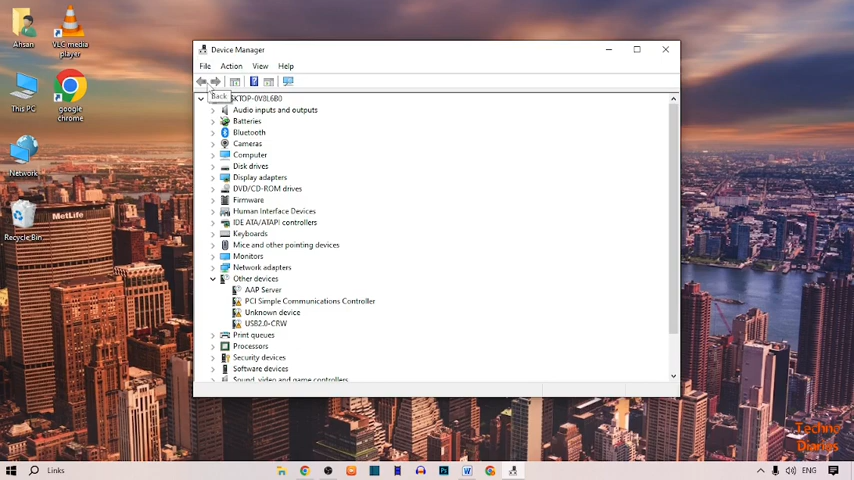 Ahsan
VLC media
player
This PC
google
chrome
Network
MetLife
Recycle Bin
Device Manager
File
Action
View
Help
Back
SKTOP-0V8L6B0
Audio inputs and outputs
Batteries
Bluetooth
Cameras
Computer
Disk drives
Display adapters
DVD/CD-ROM drives
Firmware
Human Interface Devices
IDE ATA/ATAPI controllers
Keyboards
Mice and other pointing devices
Monitors
Network adapters
Other devices
AAP Server
PCI Simple Communications Controller
Unknown device
USB2.0-CRW
Print queues
Processors
Security devices
Software devices
Sound, video and game controllers
Techno
Diaries
Links
ENG